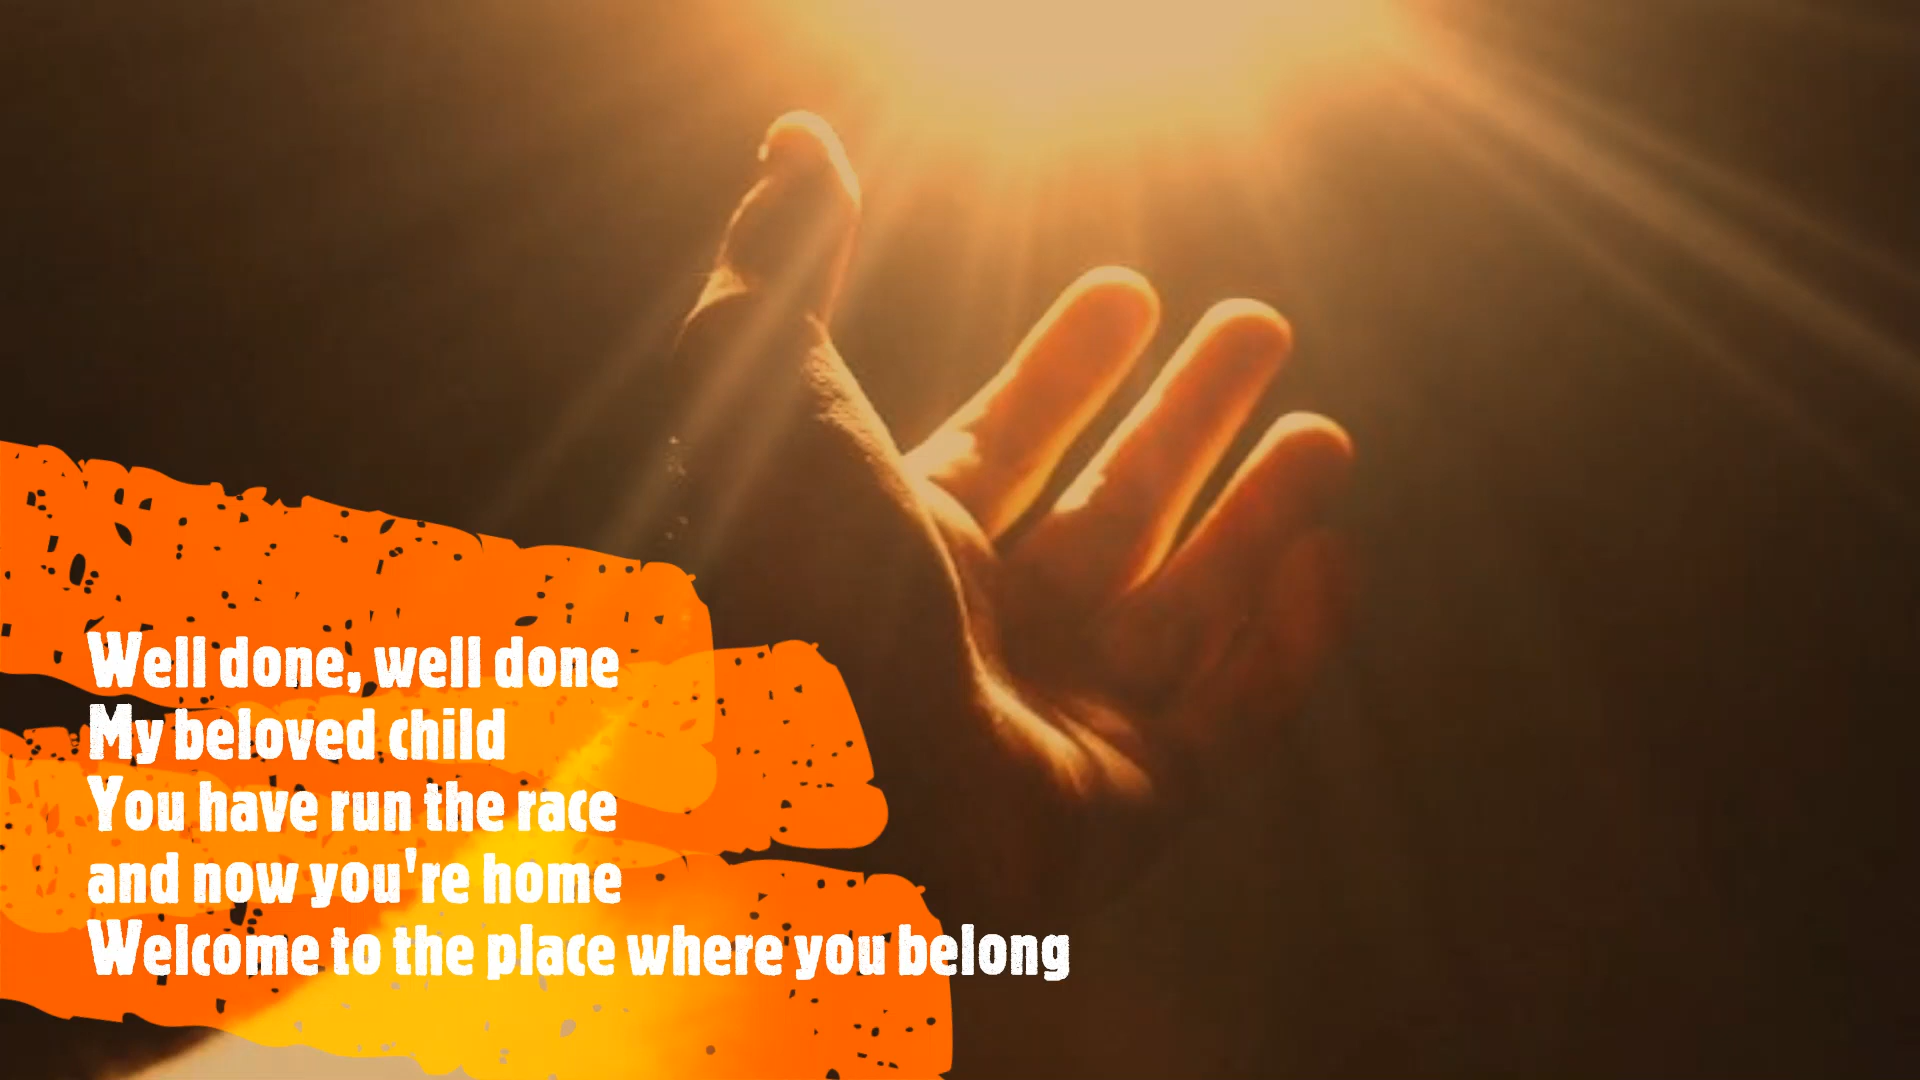 Well done, well done
My beloved child
You have run the race
and now you're home
Welcome to the place where you belong